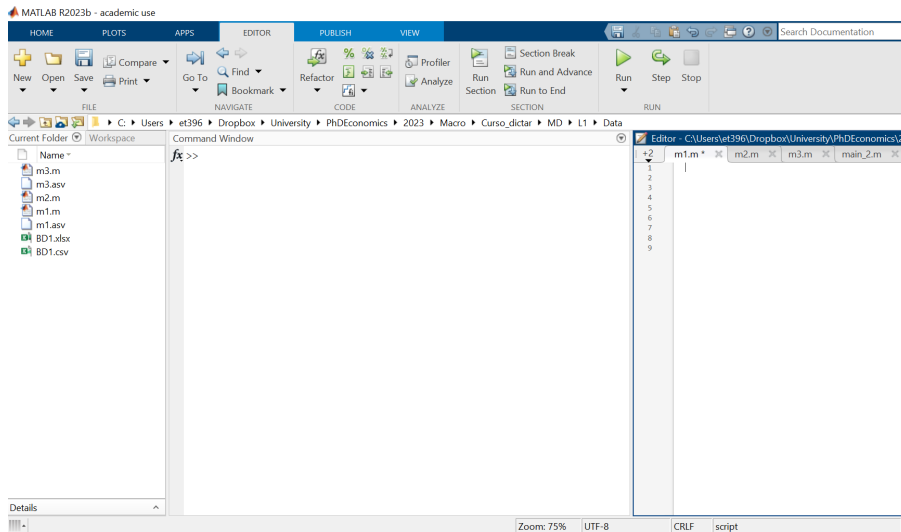 MATLAB R2023b - academic use
HOME PLOTS APPS EDITOR PUBLISH VIEW Search Documentation
New Open Save Compare Print Go To Find Bookmark Refactor Profiler Analyze Run Section Section Break Run and Advance Run to End Run Step Stop
FILE NAVIGATE CODE ANALYZE SECTION RUN
C: Users et396 Dropbox University PhDEconomics 2023 Macro Curso_dictar MD L1 Data
Current Folder Workspace
Name
m3.m
m3.asv
m2.m
m1.m
m1.asv
BD1.xlsx
BD1.csv
Details
Command Window
fx >>
Editor - C:\Users\et396\Dropbox\University\PhDEconomics\2
+2 m1.m * m2.m m3.m main_2.m
1
2
3
4
5
6
7
8
9
Zoom: 75% UTF-8 CRLF script